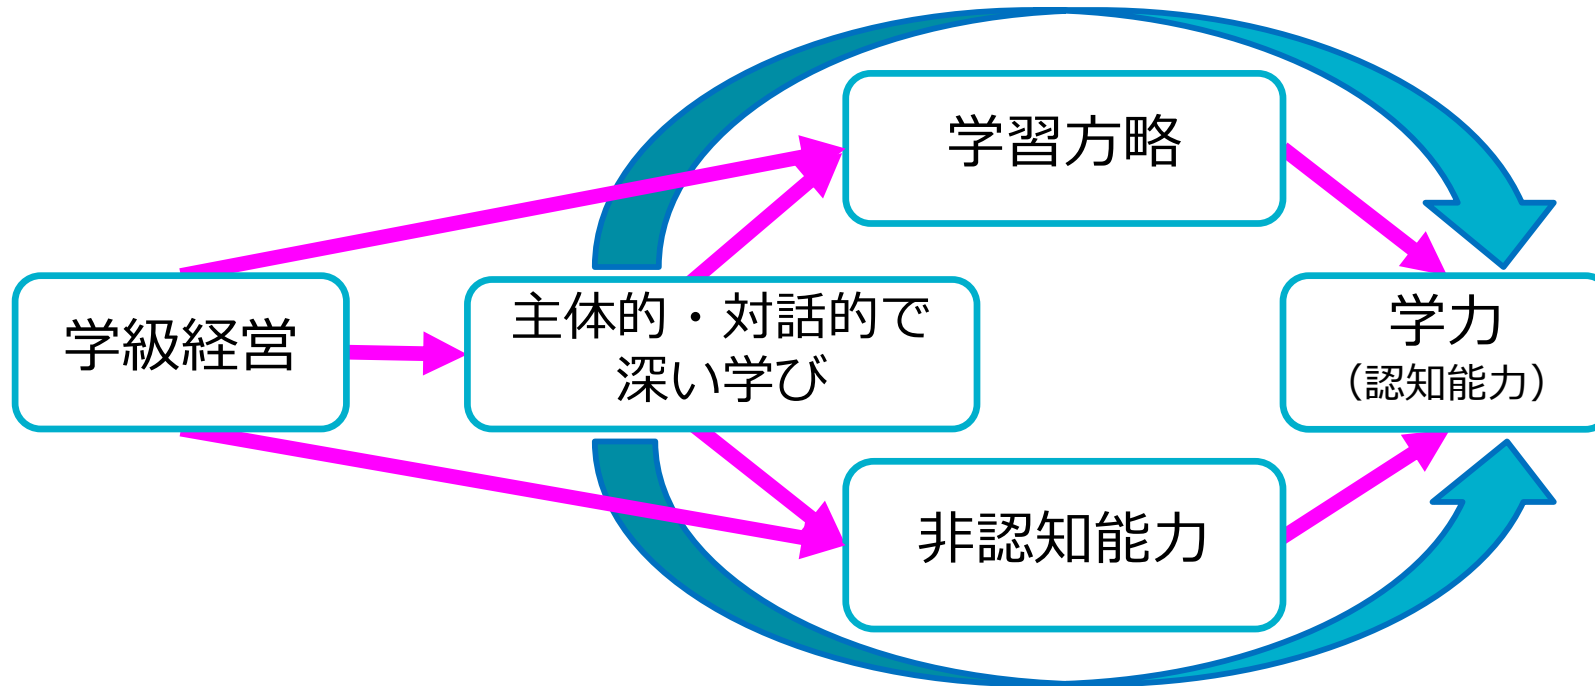 学習方略
学級経営
主体的・対話的で
深い学び
学力
（認知能力）
非認知能力